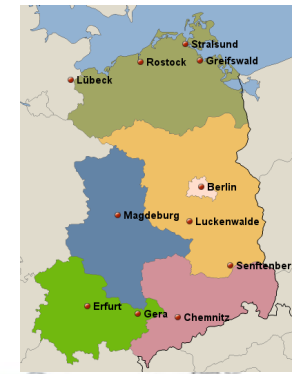 Stralsund
Rostock
Greifswald
Lübeck
Berlin
Magdeburg
Luckenwalde
Senftenber
Erfurt
Gera
Chemnitz